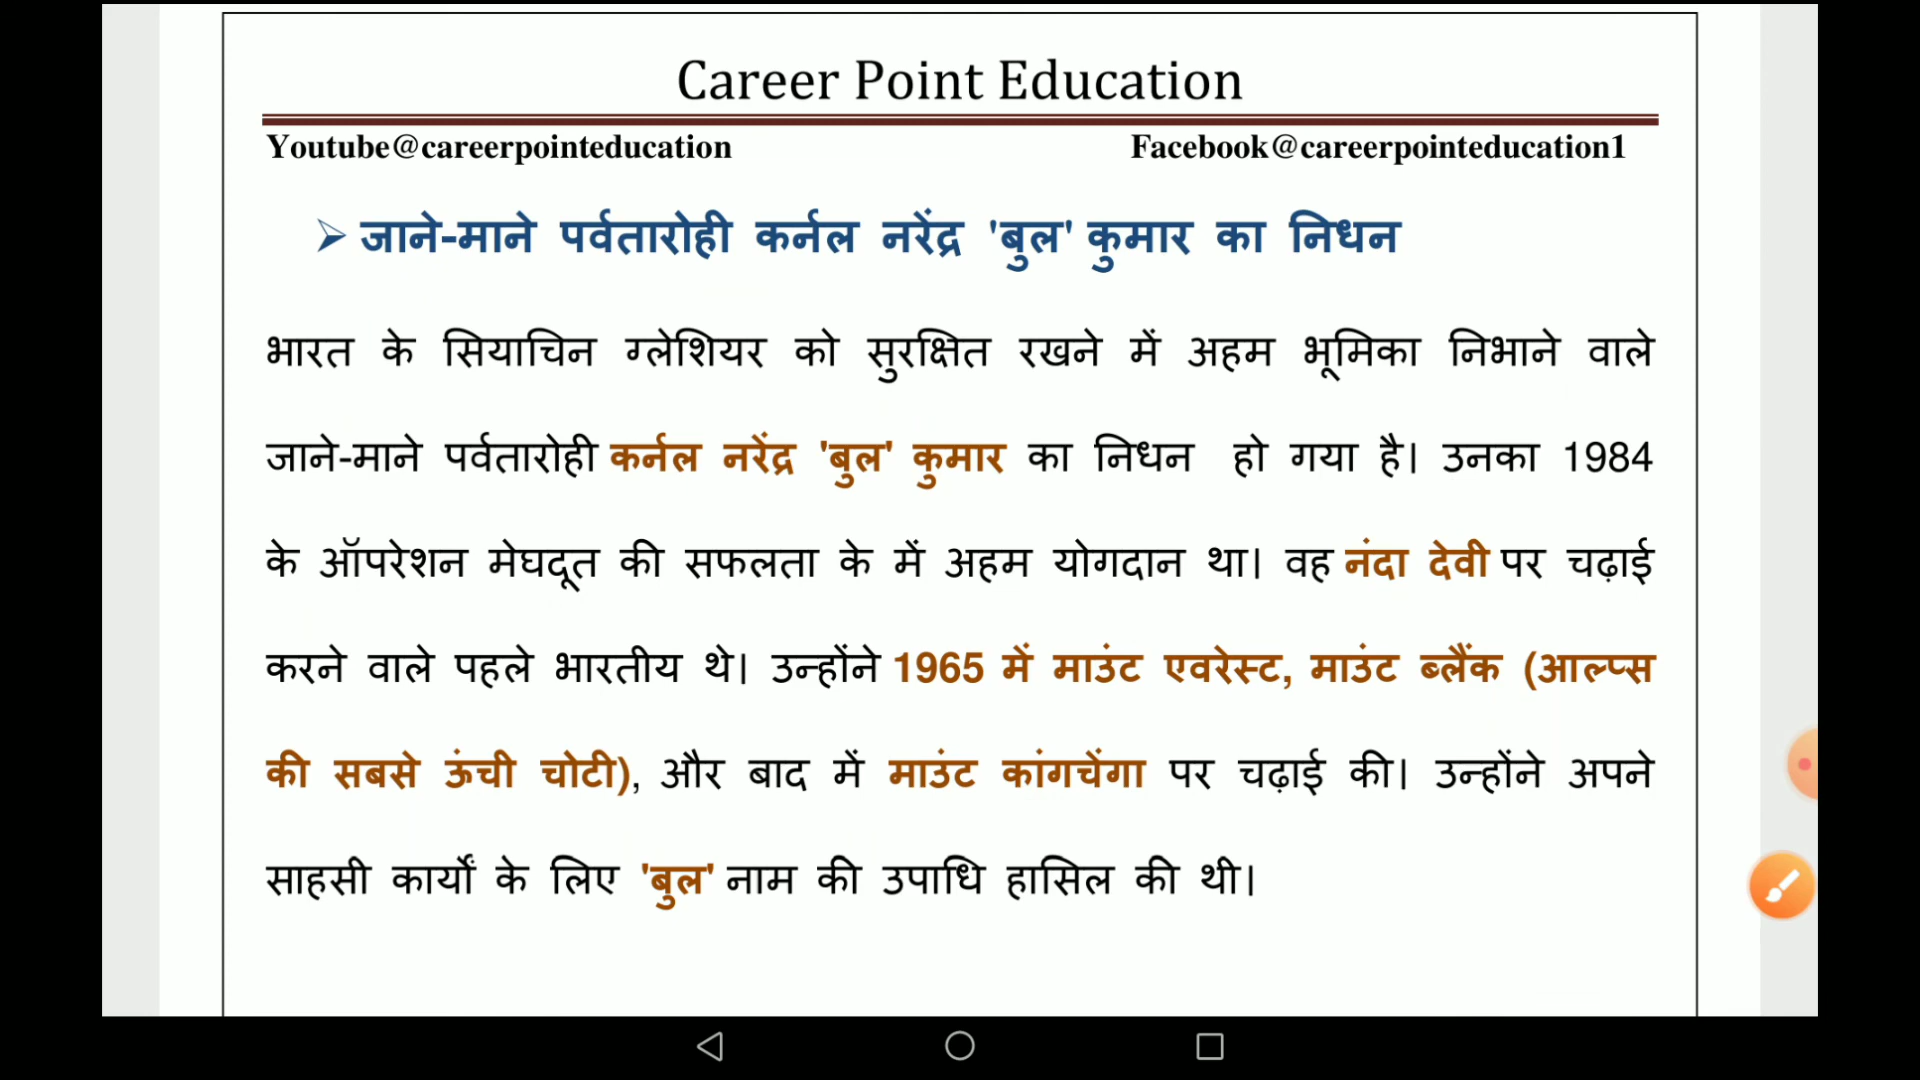 Career Point Education
Youtube@careerpointeducation Facebook@careerpointeducation1
➢ जाने-माने पर्वतारोही कर्नल नरेंद्र 'बुल' कुमार का निधन
भारत के सियाचिन ग्लेशियर को सुरक्षित रखने में अहम भूमिका निभाने वाले
जाने-माने पर्वतारोही कर्नल नरेंद्र 'बुल' कुमार का निधन हो गया है। उनका 1984
के ऑपरेशन मेघदूत की सफलता के में अहम योगदान था। वह नंदा देवी पर चढ़ाई
करने वाले पहले भारतीय थे। उन्होंने 1965 में माउंट एवरेस्ट, माउंट ब्लैंक (आल्प्स
की सबसे ऊंची चोटी), और बाद में माउंट कांगचेंगा पर चढ़ाई की। उन्होंने अपने
साहसी कार्यों के लिए 'बुल' नाम की उपाधि हासिल की थी।